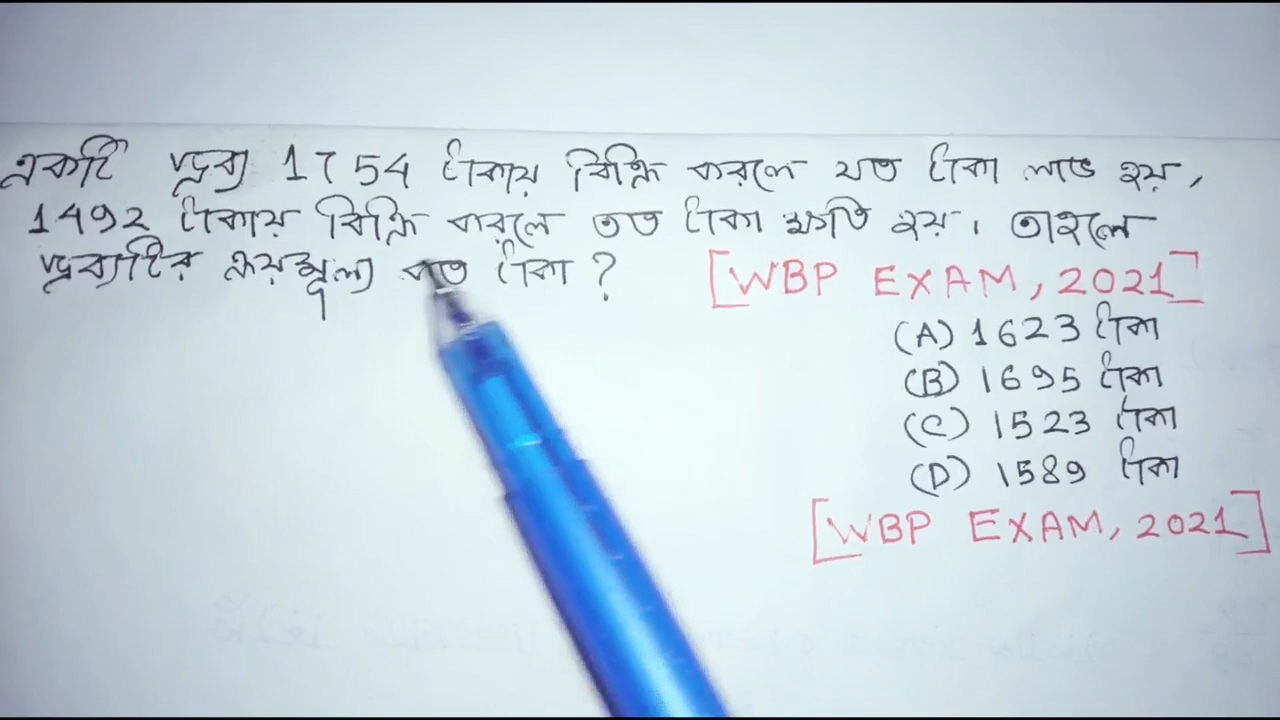 একটি দ্রব্য 1754 টাকায় বিক্রি করলে যত টাকা লাভ হয়,
1492 টাকায় বিক্রি করলে তত টাকা ক্ষতি হয়। তাহলে
দ্রব্যটির ক্রয়মূল্য কত টাকা ?
[WBP EXAM, 2021]
(A) 1623 টাকা
(B) 1695 টাকা
(C) 1523 টাকা
(D) 1589 টাকা
[WBP EXAM, 2021]